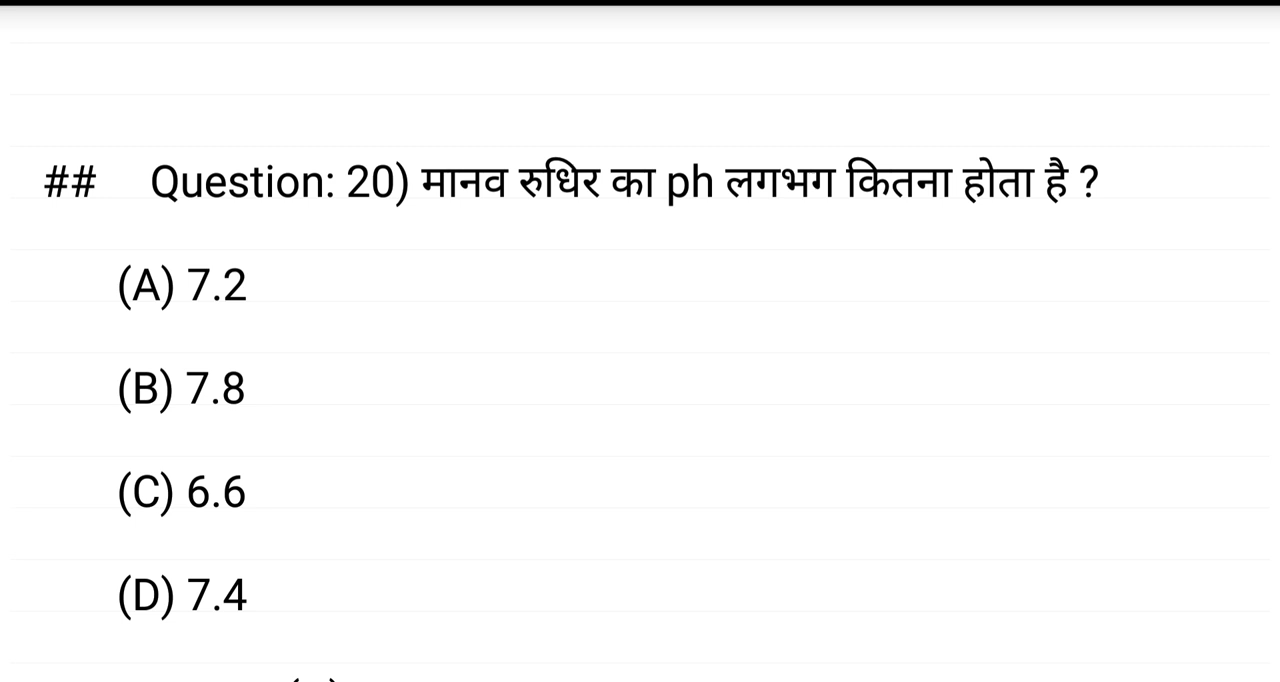 ## Question: 20) मानव रुधिर का ph लगभग कितना होता है ?
(A) 7.2
(B) 7.8
(C) 6.6
(D) 7.4